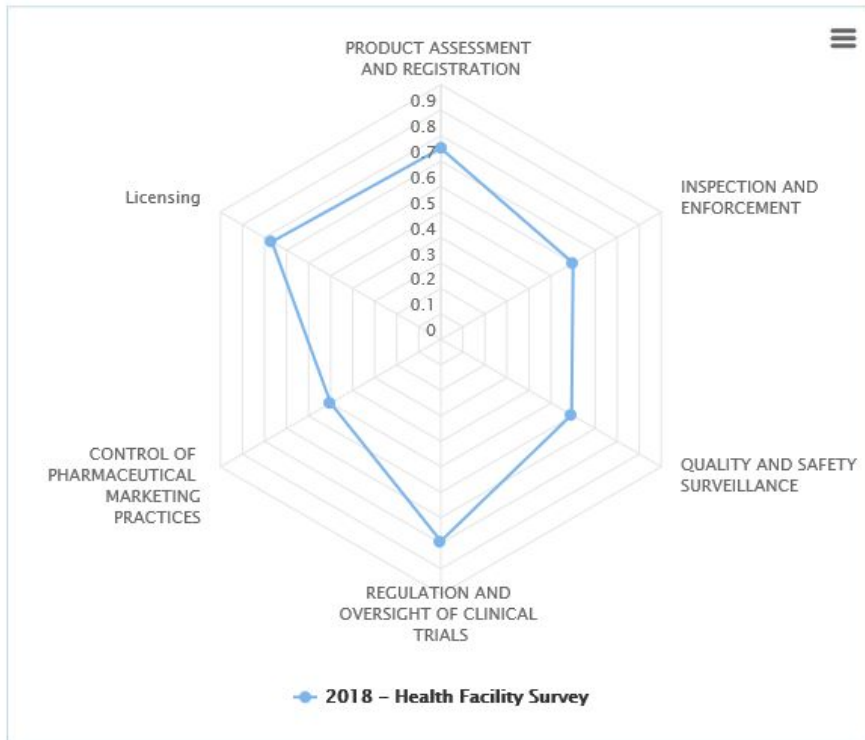 PRODUCT ASSESSMENT
AND REGISTRATION
0.9
0.8
0.7
0.6
0.5
0.4
0.3
0.2
0.1
0
INSPECTION AND
ENFORCEMENT
QUALITY AND SAFETY
SURVEILLANCE
REGULATION AND
OVERSIGHT OF CLINICAL
TRIALS
CONTROL OF
PHARMACEUTICAL
MARKETING
PRACTICES
Licensing
2018 – Health Facility Survey